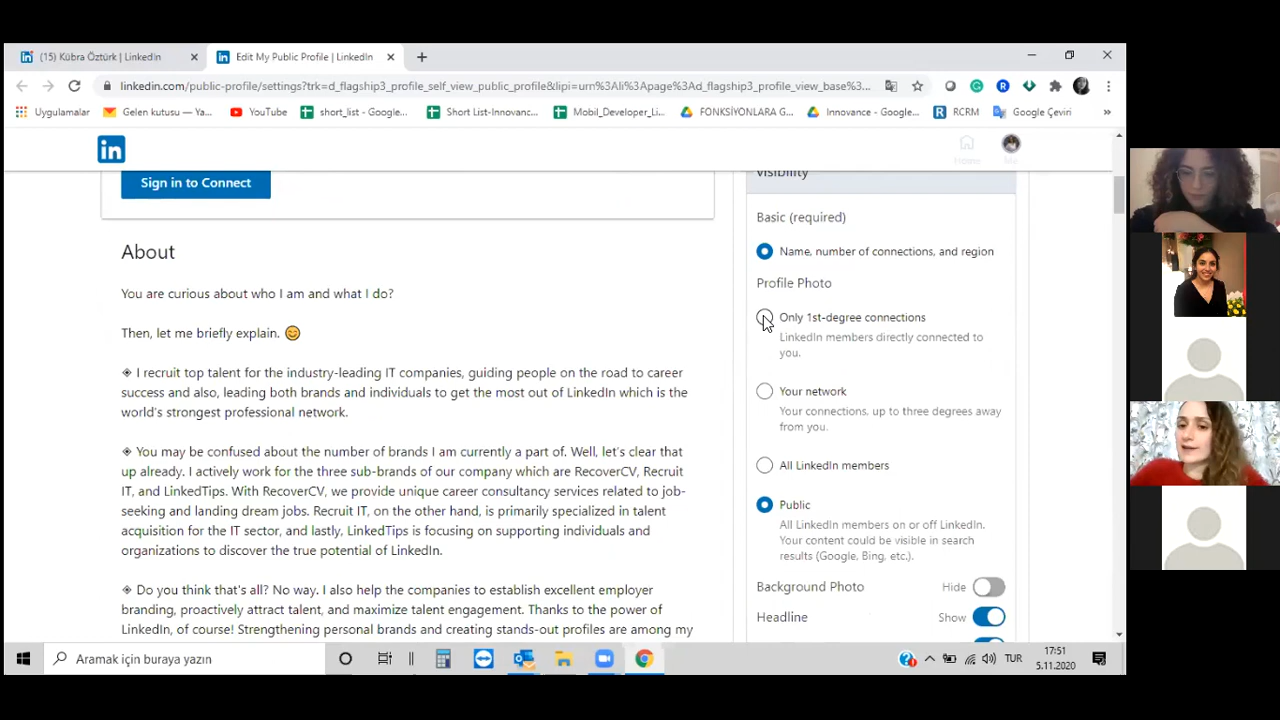 (15) Kübra Öztürk | LinkedIn
Edit My Public Profile | LinkedIn
linkedin.com/public-profile/settings?trk=d_flagship3_profile_self_view_public_profile&lipi=urn%3Ali%3Apage%3Ad_flagship3_profile_view_base%3...
Uygulamalar
Gelen kutusu — Ya...
YouTube
short_list - Google...
Short List-Innovanc...
Mobil_Developer_Li...
FONKSİYONLARA G...
Innovance - Google...
RCRM
Google Çeviri
in
Home
Me
Sign in to Connect
About
You are curious about who I am and what I do?
Then, let me briefly explain. 😊
◈ I recruit top talent for the industry-leading IT companies, guiding people on the road to career
success and also, leading both brands and individuals to get the most out of LinkedIn which is the
world's strongest professional network.
◈ You may be confused about the number of brands I am currently a part of. Well, let's clear that
up already. I actively work for the three sub-brands of our company which are RecoverCV, Recruit
IT, and LinkedTips. With RecoverCV, we provide unique career consultancy services related to job-
seeking and landing dream jobs. Recruit IT, on the other hand, is primarily specialized in talent
acquisition for the IT sector, and lastly, LinkedTips is focusing on supporting individuals and
organizations to discover the true potential of LinkedIn.
◈ Do you think that's all? No way. I also help the companies to establish excellent employer
branding, proactively attract talent, and maximize talent engagement. Thanks to the power of
LinkedIn, of course! Strengthening personal brands and creating stands-out profiles are among my
Visibility
Basic (required)
Name, number of connections, and region
Profile Photo
Only 1st-degree connections
LinkedIn members directly connected to
you.
Your network
Your connections, up to three degrees away
from you.
All LinkedIn members
Public
All LinkedIn members on or off LinkedIn.
Your content could be visible in search
results (Google, Bing, etc.).
Background Photo Hide
Headline Show
Aramak için buraya yazın
TUR
17:51
5.11.2020